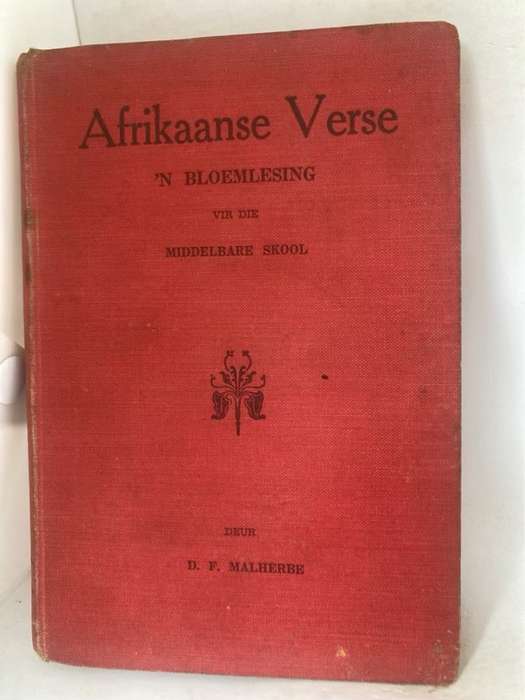 Afrikaanse Verse
'N BLOEMLESING
VIR DIE
MIDDELBARE SKOOL
DEUR
D. F. MALHERBE